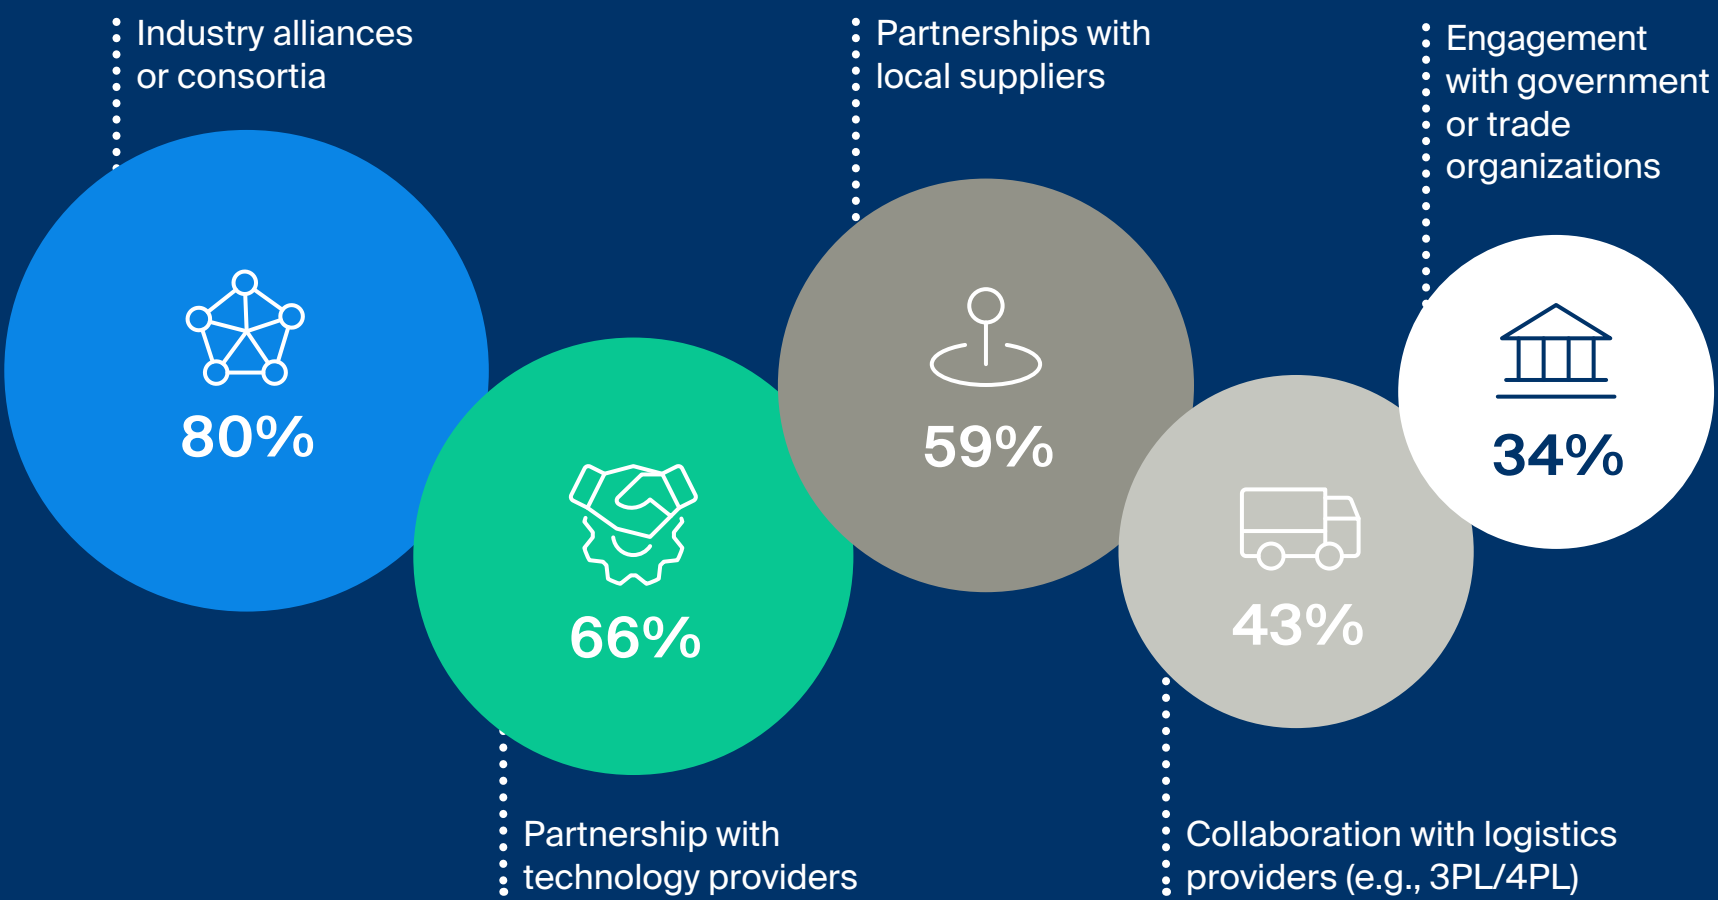 Industry alliances
or consortia
80%
66%
Partnership with
technology providers
Partnerships with
local suppliers
59%
43%
Collaboration with logistics
providers (e.g., 3PL/4PL)
Engagement
with government
or trade
organizations
34%